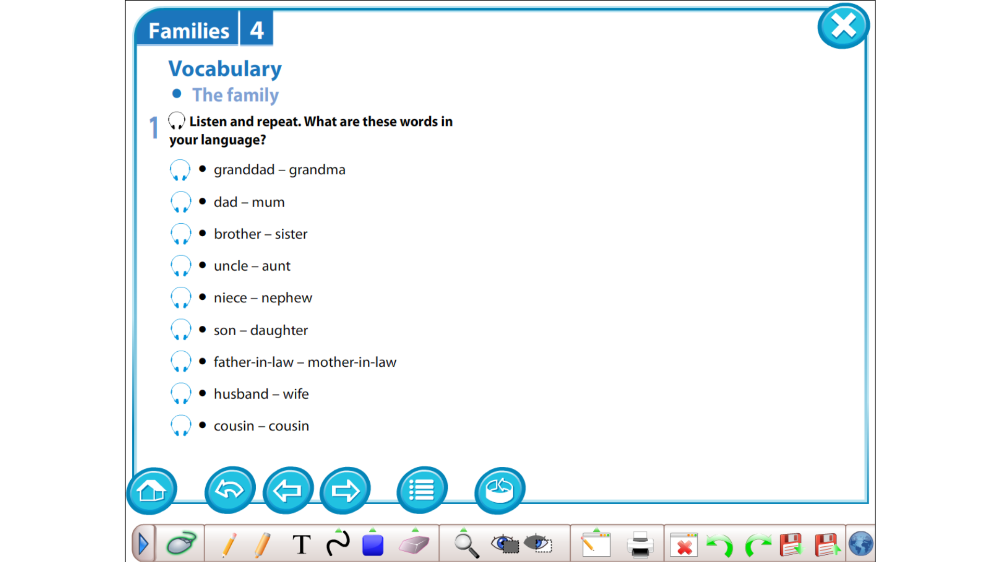 Families 4
Vocabulary
• The family
1 Listen and repeat. What are these words in
your language?
• granddad – grandma
• dad – mum
• brother – sister
• uncle – aunt
• niece – nephew
• son – daughter
• father-in-law – mother-in-law
• husband – wife
• cousin – cousin
T